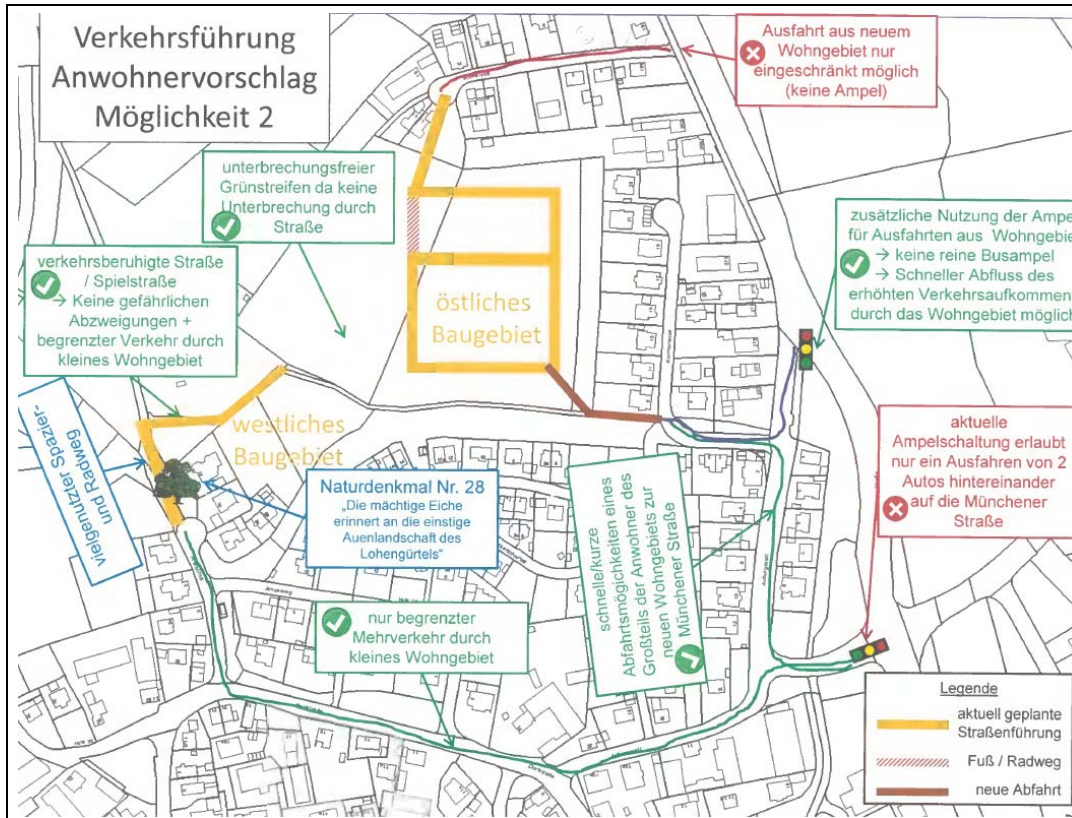 Verkehrsführung
Anwohnervorschlag
Möglichkeit 2
Ausfahrt aus neuem
Wohngebiet nur
eingeschränkt möglich
(keine Ampel)
unterbrechungsfreier
Grünstreifen da keine
Unterbrechung durch
Straße
zusätzliche Nutzung der Ampe
für Ausfahrten aus Wohngebie
→ keine reine Busampel
→ Schneller Abfluss des
erhöhten Verkehrsaufkommen
durch das Wohngebiet möglich
verkehrsberuhigte Straße
/ Spielstraße
→ Keine gefährlichen
Abzweigungen +
begrenzter Verkehr durch
kleines Wohngebiet
östliches
Baugebiet
westliches
Baugebiet
vielgenutzter Spazier-
und Radweg
Naturdenkmal Nr. 28
„Die mächtige Eiche
erinnert an die einstige
Auenlandschaft des
Lohengürtels“
aktuelle
Ampelschaltung erlaubt
nur ein Ausfahren von 2
Autos hintereinander
auf die Münchener
Straße
schnelle/kurze
Abfahrtsmöglichkeiten eines
Großteils der Anwohner des
neuen Wohngebiets zur
Münchener Straße
nur begrenzter
Mehrverkehr durch
kleines Wohngebiet
Legende
aktuell geplante
Straßenführung
Fuß / Radweg
neue Abfahrt